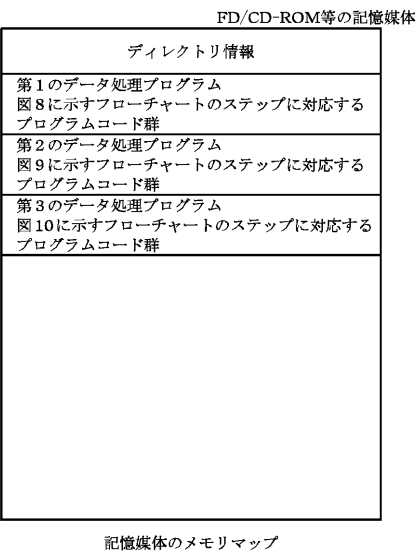 FD/CD-ROM等の記憶媒体
ディレクトリ情報
第1のデータ処理プログラム
図8に示すフローチャートのステップに対応する
プログラムコード群
第2のデータ処理プログラム
図9に示すフローチャートのステップに対応する
プログラムコード群
第3のデータ処理プログラム
図10に示すフローチャートのステップに対応する
プログラムコード群
記憶媒体のメモリマップ